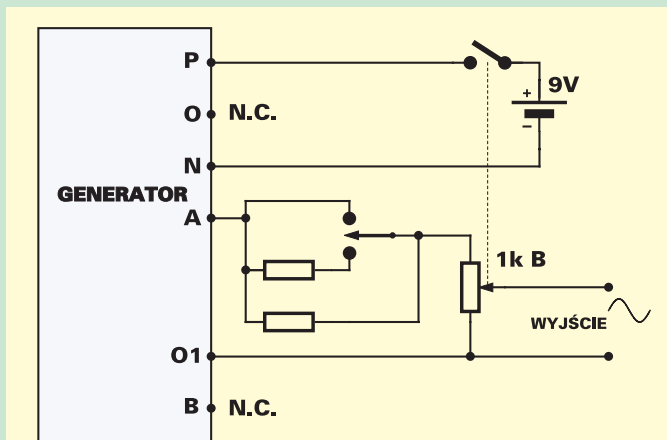 P
9V
+
O N.C.
−
N
GENERATOR
A
1k B
WYJŚCIE
O1
B N.C.